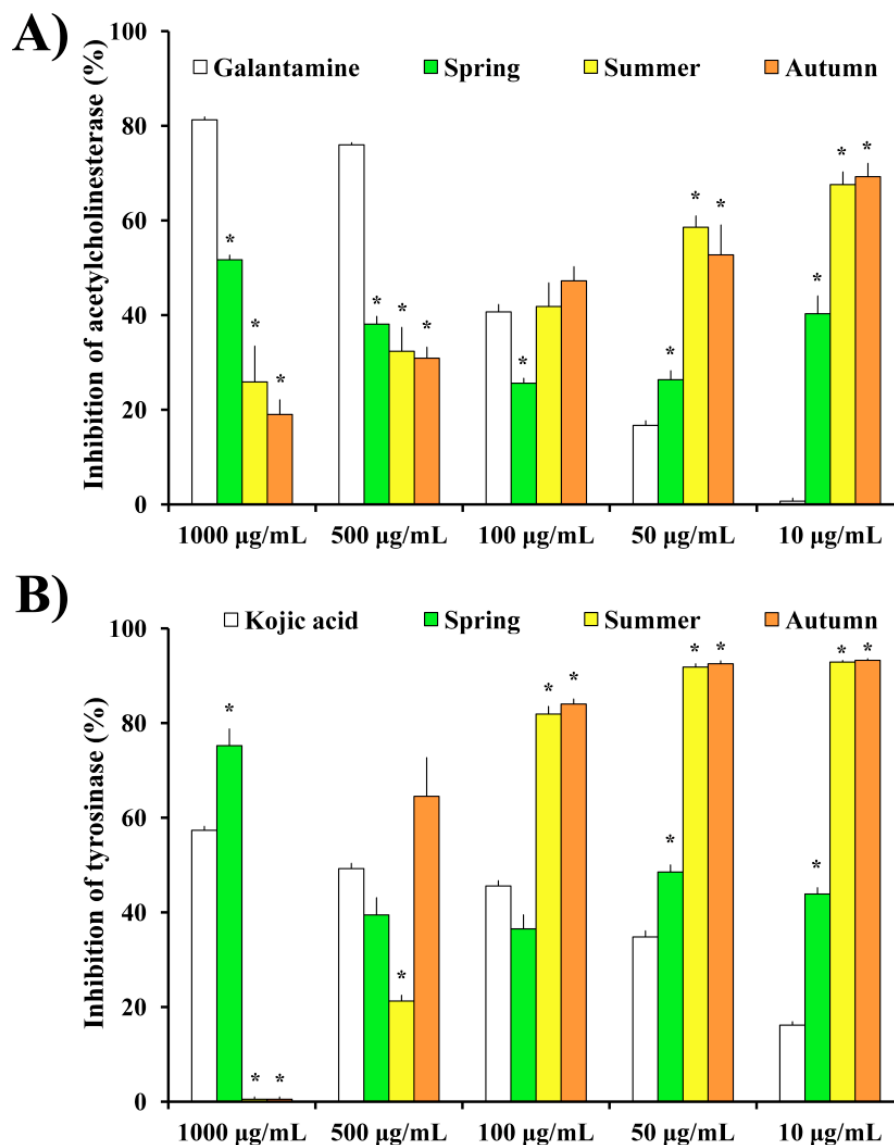 A)
Inhibition of acetylcholinesterase (%)
100
80
60
40
20
0
Galantamine Spring Summer Autumn
* * * * * * * * * * * * *
1000 µg/mL 500 µg/mL 100 µg/mL 50 µg/mL 10 µg/mL
B)
Inhibition of tyrosinase (%)
100
80
60
40
20
0
Kojic acid Spring Summer Autumn
* * * * * * * * * * * *
1000 µg/mL 500 µg/mL 100 µg/mL 50 µg/mL 10 µg/mL